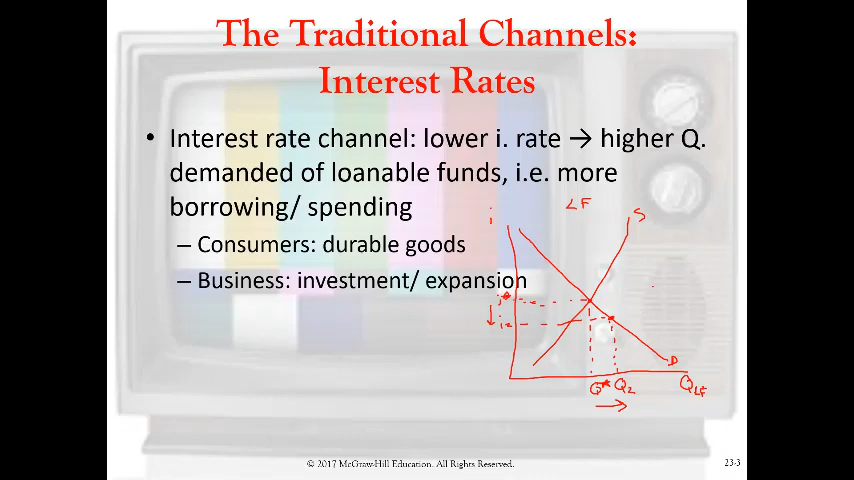 The Traditional Channels:
Interest Rates
• Interest rate channel: lower i. rate → higher Q.
demanded of loanable funds, i.e. more
borrowing/ spending
– Consumers: durable goods
– Business: investment/ expansion
i
LF
S
i*
↓ i2
D
Q* Q2
QLF
→
© 2017 McGraw-Hill Education. All Rights Reserved.
23-3